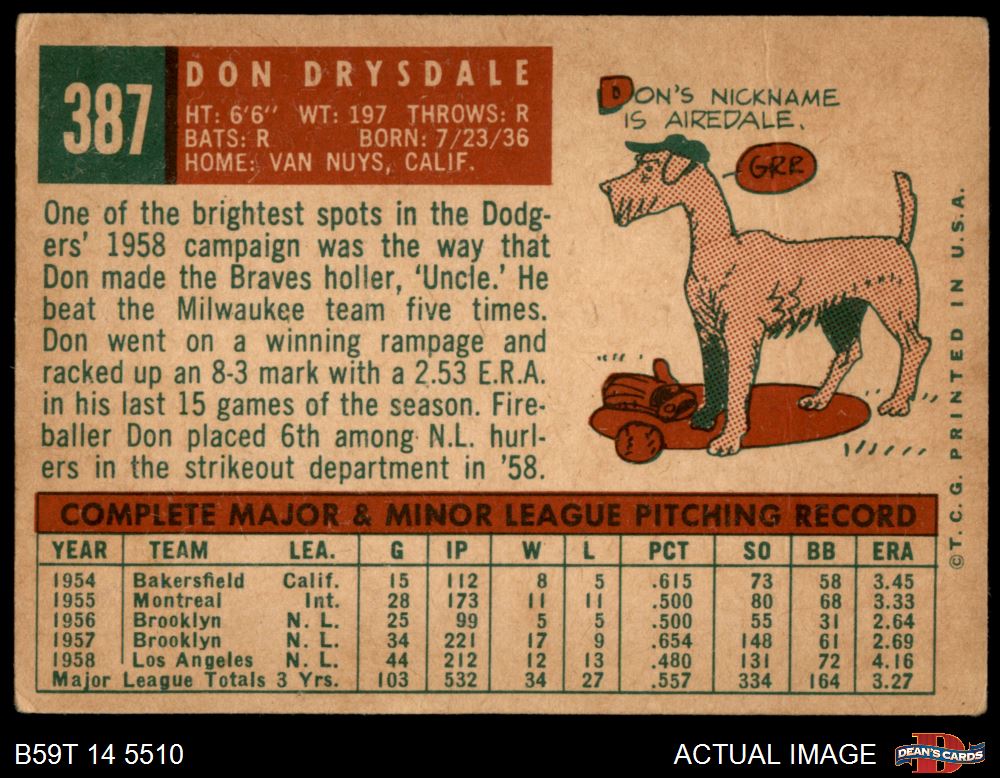 387
DON DRYSDALE
HT: 6'6" WT: 197 THROWS: R
BATS: R BORN: 7/23/36
HOME: VAN NUYS, CALIF.
DON'S NICKNAME
IS AIREDALE.
GRR
One of the brightest spots in the Dodg-
ers' 1958 campaign was the way that
Don made the Braves holler, 'Uncle.' He
beat the Milwaukee team five times.
Don went on a winning rampage and
racked up an 8-3 mark with a 2.53 E.R.A.
in his last 15 games of the season. Fire-
baller Don placed 6th among N.L. hurl-
ers in the strikeout department in '58.
COMPLETE MAJOR & MINOR LEAGUE PITCHING RECORD
YEAR TEAM LEA. G IP W L PCT SO BB ERA
1954 Bakersfield Calif. 15 112 8 5 .615 73 58 3.45
1955 Montreal Int. 28 173 11 11 .500 80 68 3.33
1956 Brooklyn N. L. 25 99 5 5 .500 55 31 2.64
1957 Brooklyn N. L. 34 221 17 9 .654 148 61 2.69
1958 Los Angeles N. L. 44 212 12 13 .480 131 72 4.16
Major League Totals 3 Yrs. 103 532 34 27 .557 334 164 3.27
©T.C.G. PRINTED IN U.S.A.
B59T 14 5510
ACTUAL IMAGE
DEAN'S CARDS